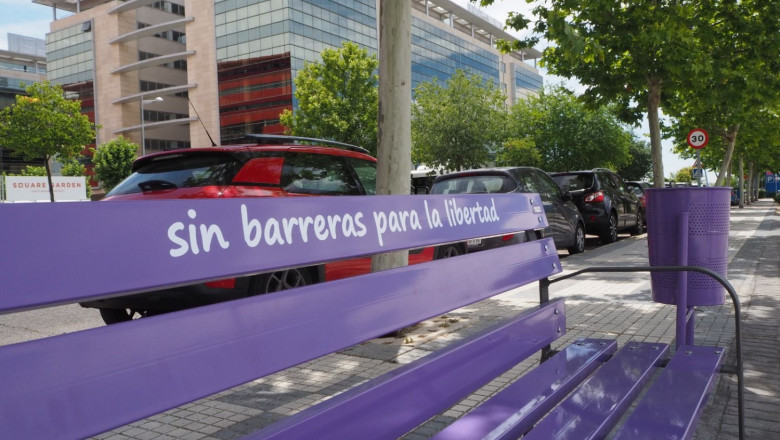 sin barreras para la libertad
SQUARE GARDEN
30